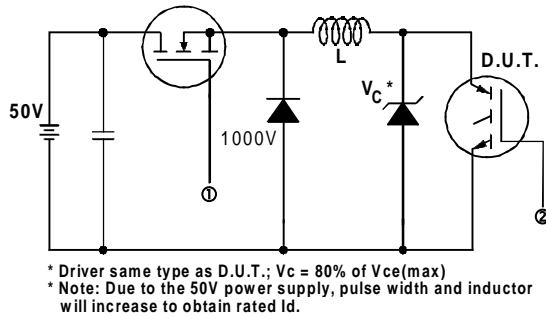 L
D.U.T.
VC *
50V
1000V
①
②
* Driver same type as D.U.T.; Vc = 80% of Vce(max)
* Note: Due to the 50V power supply, pulse width and inductor
will increase to obtain rated Id.